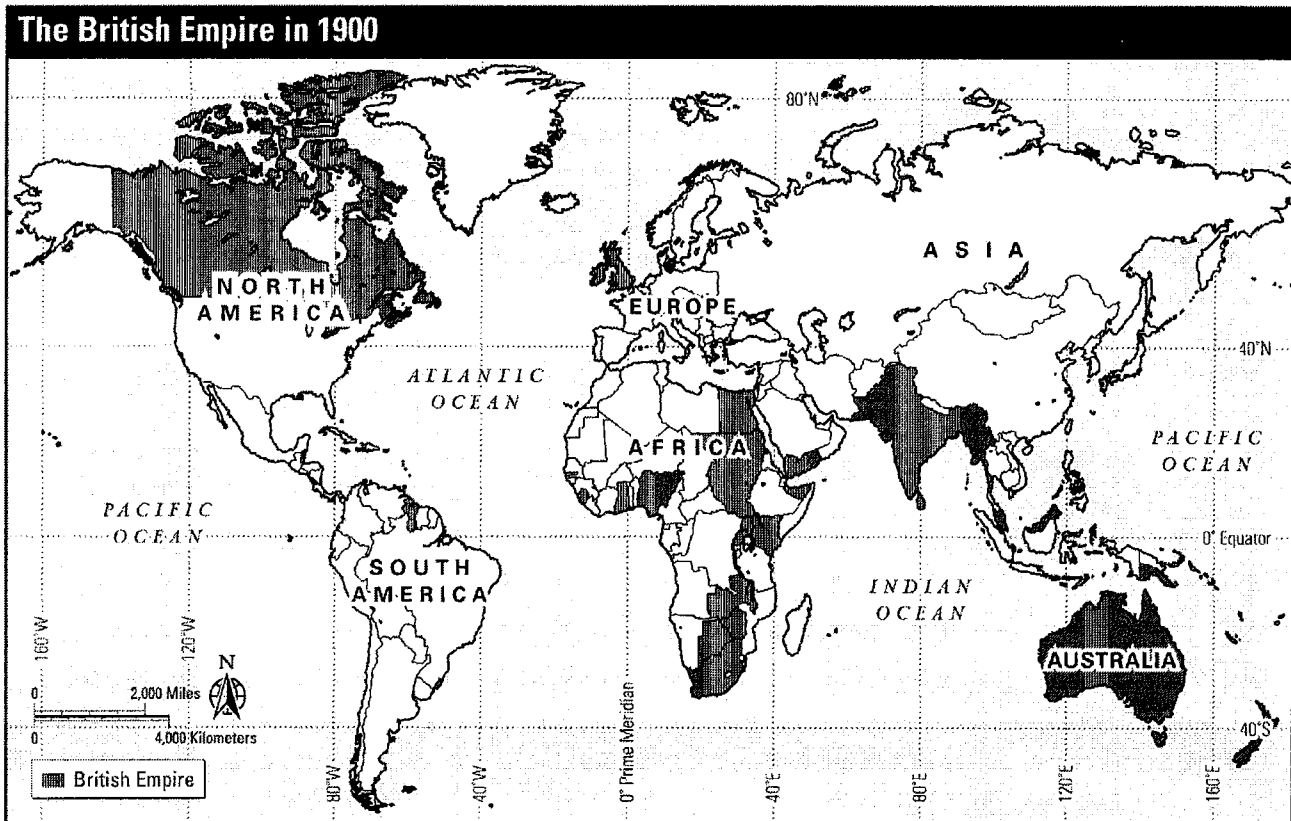 The British Empire in 1900
80°N
ASIA
NORTH
AMERICA
EUROPE
40°N
ATLANTIC
OCEAN
AFRICA
PACIFIC
OCEAN
PACIFIC
OCEAN
0° Equator
SOUTH
AMERICA
INDIAN
OCEAN
AUSTRALIA
160°W
120°W
N
0
2,000 Miles
0
4,000 Kilometers
40°S
British Empire
80°W
40°W
0° Prime Meridian
40°E
80°E
120°E
160°E